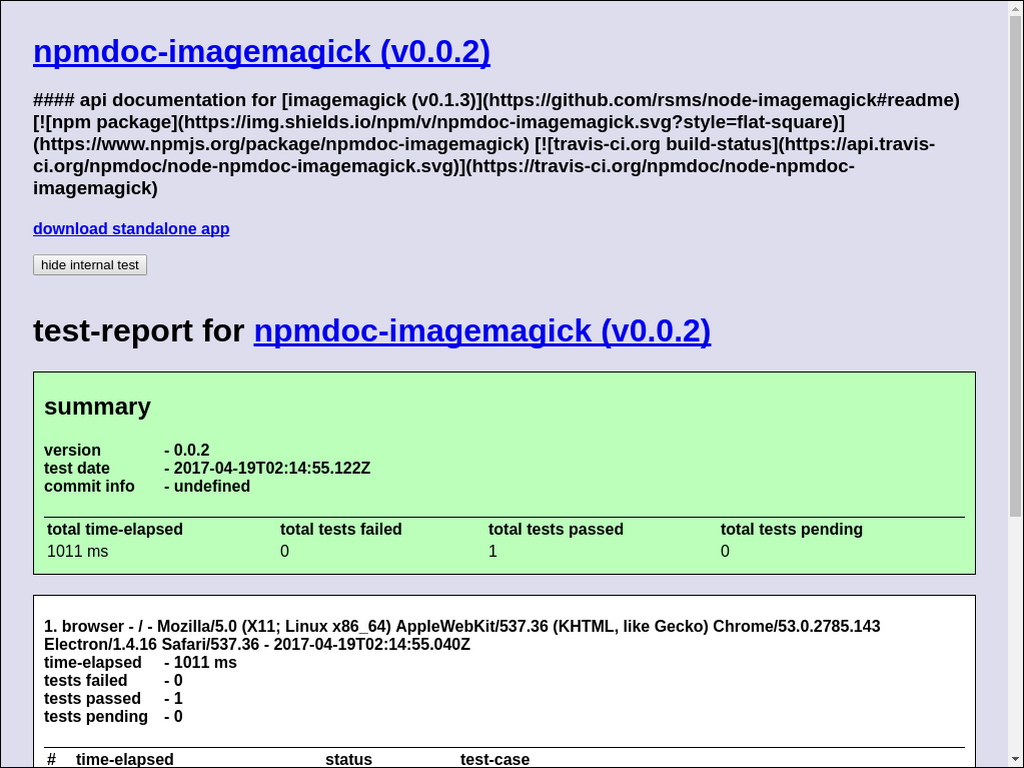 npmdoc-imagemagick (v0.0.2)
#### api documentation for [imagemagick (v0.1.3)](https://github.com/rsms/node-imagemagick#readme)
[![npm package](https://img.shields.io/npm/v/npmdoc-imagemagick.svg?style=flat-square)]
(https://www.npmjs.org/package/npmdoc-imagemagick) [![travis-ci.org build-status](https://api.travis-
ci.org/npmdoc/node-npmdoc-imagemagick.svg)](https://travis-ci.org/npmdoc/node-npmdoc-
imagemagick)
download standalone app
hide internal test
test-report for npmdoc-imagemagick (v0.0.2)
summary
version - 0.0.2
test date - 2017-04-19T02:14:55.122Z
commit info - undefined
total time-elapsed total tests failed total tests passed total tests pending
1011 ms 0 1 0
1. browser - / - Mozilla/5.0 (X11; Linux x86_64) AppleWebKit/537.36 (KHTML, like Gecko) Chrome/53.0.2785.143
Electron/1.4.16 Safari/537.36 - 2017-04-19T02:14:55.040Z
time-elapsed - 1011 ms
tests failed - 0
tests passed - 1
tests pending - 0
# time-elapsed status test-case